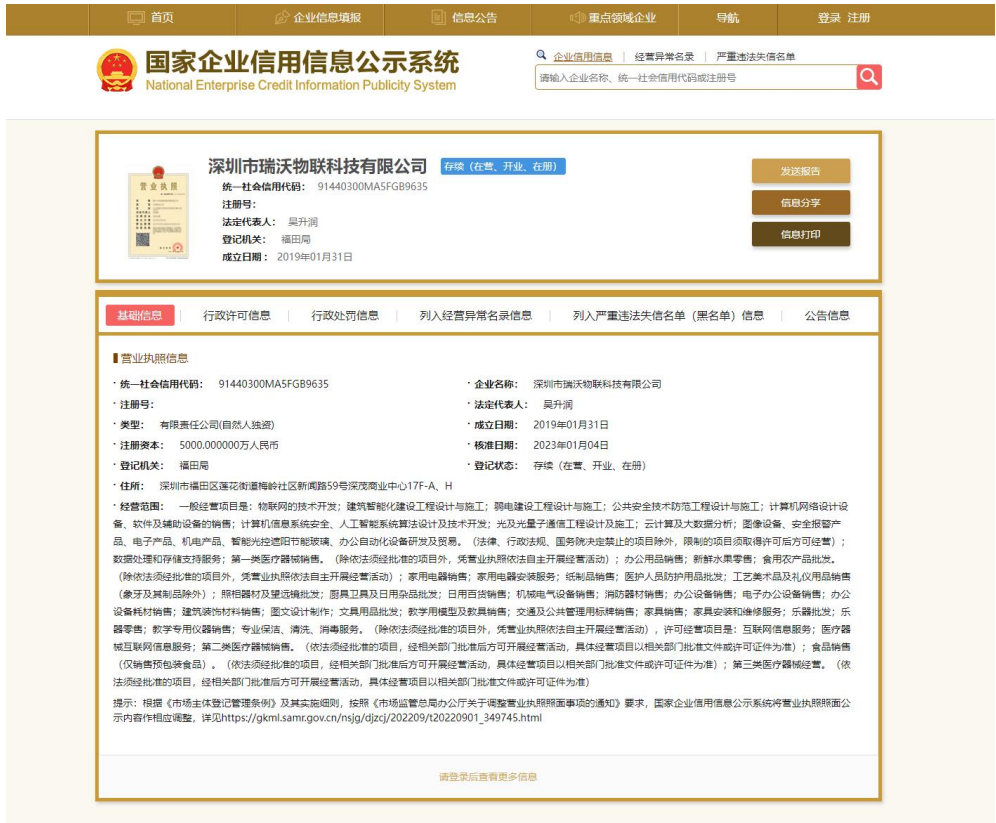 首页 企业信息填报 信息公告 重点领域企业 导航 登录 注册
国家企业信用信息公示系统
National Enterprise Credit Information Publicity System
企业信用信息 | 经营异常名录 | 严重违法失信名单
请输入企业名称、统一社会信用代码或注册号
深圳市瑞沃物联科技有限公司 存续（在营、开业、在册）
营业执照
统一社会信用代码： 91440300MA5FGB9635
注册号：
法定代表人： 吴升润
登记机关： 福田局
成立日期： 2019年01月31日
发送报告
信息分享
信息打印
基础信息 | 行政许可信息 | 行政处罚信息 | 列入经营异常名录信息 | 列入严重违法失信名单（黑名单）信息 | 公告信息
营业执照信息
· 统一社会信用代码： 91440300MA5FGB9635 · 企业名称： 深圳市瑞沃物联科技有限公司
· 注册号： · 法定代表人： 吴升润
· 类型： 有限责任公司(自然人独资) · 成立日期： 2019年01月31日
· 注册资本： 5000.000000万人民币 · 核准日期： 2023年01月04日
· 登记机关： 福田局 · 登记状态： 存续（在营、开业、在册）
· 住所： 深圳市福田区莲花街道梅岭社区新闻路59号深茂商业中心17F-A、H
· 经营范围： 一般经营项目是：物联网的技术开发；建筑智能化建设工程设计与施工；弱电建设工程设计与施工；公共安全技术防范工程设计与施工；计算机网络设计设
备、软件及辅助设备的销售；计算机信息系统安全、人工智能系统算法设计及技术开发；光及光量子通信工程设计及施工；云计算及大数据分析；图像设备、安全报警产
品、电子产品、机电产品、智能光控遮阳节能玻璃、办公自动化设备研发及贸易。（法律、行政法规、国务院决定禁止的项目除外，限制的项目须取得许可后方可经营）；
数据处理和存储支持服务；第一类医疗器械销售。（除依法须经批准的项目外，凭营业执照依法自主开展经营活动）；办公用品销售；新鲜水果零售；食用农产品批发。
（除依法须经批准的项目外，凭营业执照依法自主开展经营活动）；家用电器销售；家用电器安装服务；纸制品销售；医护人员防护用品批发；工艺美术品及礼仪用品销售
（象牙及其制品除外）；照相器材及望远镜批发；厨具卫具及日用杂品批发；日用百货销售；机械电气设备销售；消防器材销售；办公设备销售；电子办公设备销售；办公
设备耗材销售；建筑装饰材料销售；图文设计制作；文具用品批发；教学用模型及教具销售；交通及公共管理用标牌销售；家具销售；家具安装和维修服务；乐器批发；乐
器零售；教学专用仪器销售；专业保洁、清洗、消毒服务。（除依法须经批准的项目外，凭营业执照依法自主开展经营活动），许可经营项目是：互联网信息服务；医疗器
械互联网信息服务；第二类医疗器械销售。（依法须经批准的项目，经相关部门批准后方可开展经营活动，具体经营项目以相关部门批准文件或许可证件为准）；食品销售
（仅销售预包装食品）。（依法须经批准的项目，经相关部门批准后方可开展经营活动，具体经营项目以相关部门批准文件或许可证件为准）；第三类医疗器械经营。（依
法须经批准的项目，经相关部门批准后方可开展经营活动，具体经营项目以相关部门批准文件或许可证件为准）
提示：根据《市场主体登记管理条例》及其实施细则，按照《市场监管总局办公厅关于调整营业执照照面事项的通知》要求，国家企业信用信息公示系统将营业执照照面公
示内容作相应调整，详见https://gkml.samr.gov.cn/nsjg/djzcj/202209/t20220901_349745.html
请登录后查看更多信息